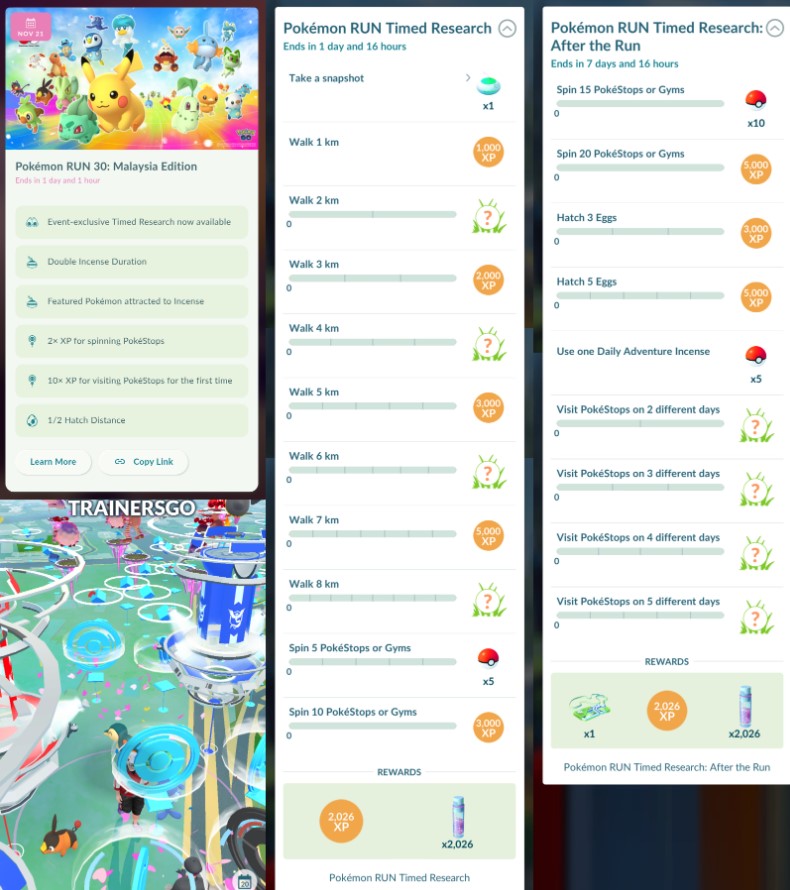 NOV 21
Pokémon RUN 30: Malaysia Edition
Ends in 1 day and 1 hour
Event-exclusive Timed Research now available
Double Incense Duration
Featured Pokémon attracted to Incense
2× XP for spinning PokéStops
10× XP for visiting PokéStops for the first time
1/2 Hatch Distance
Learn More
Copy Link
TRAINERSGO
20
Pokémon RUN Timed Research
Ends in 1 day and 16 hours
Take a snapshot
x1
Walk 1 km
1,000
XP
Walk 2 km
0
?
Walk 3 km
0
2,000
XP
Walk 4 km
0
?
Walk 5 km
0
3,000
XP
Walk 6 km
0
?
Walk 7 km
0
5,000
XP
Walk 8 km
0
?
Spin 5 PokéStops or Gyms
0
x5
Spin 10 PokéStops or Gyms
0
3,000
XP
REWARDS
2,026
XP
x2,026
Pokémon RUN Timed Research
Pokémon RUN Timed Research:
After the Run
Ends in 7 days and 16 hours
Spin 15 PokéStops or Gyms
0
x10
Spin 20 PokéStops or Gyms
0
5,000
XP
Hatch 3 Eggs
0
3,000
XP
Hatch 5 Eggs
0
5,000
XP
Use one Daily Adventure Incense
x5
Visit PokéStops on 2 different days
0
?
Visit PokéStops on 3 different days
0
?
Visit PokéStops on 4 different days
0
?
Visit PokéStops on 5 different days
0
?
REWARDS
x1
2,026
XP
x2,026
Pokémon RUN Timed Research: After the Run